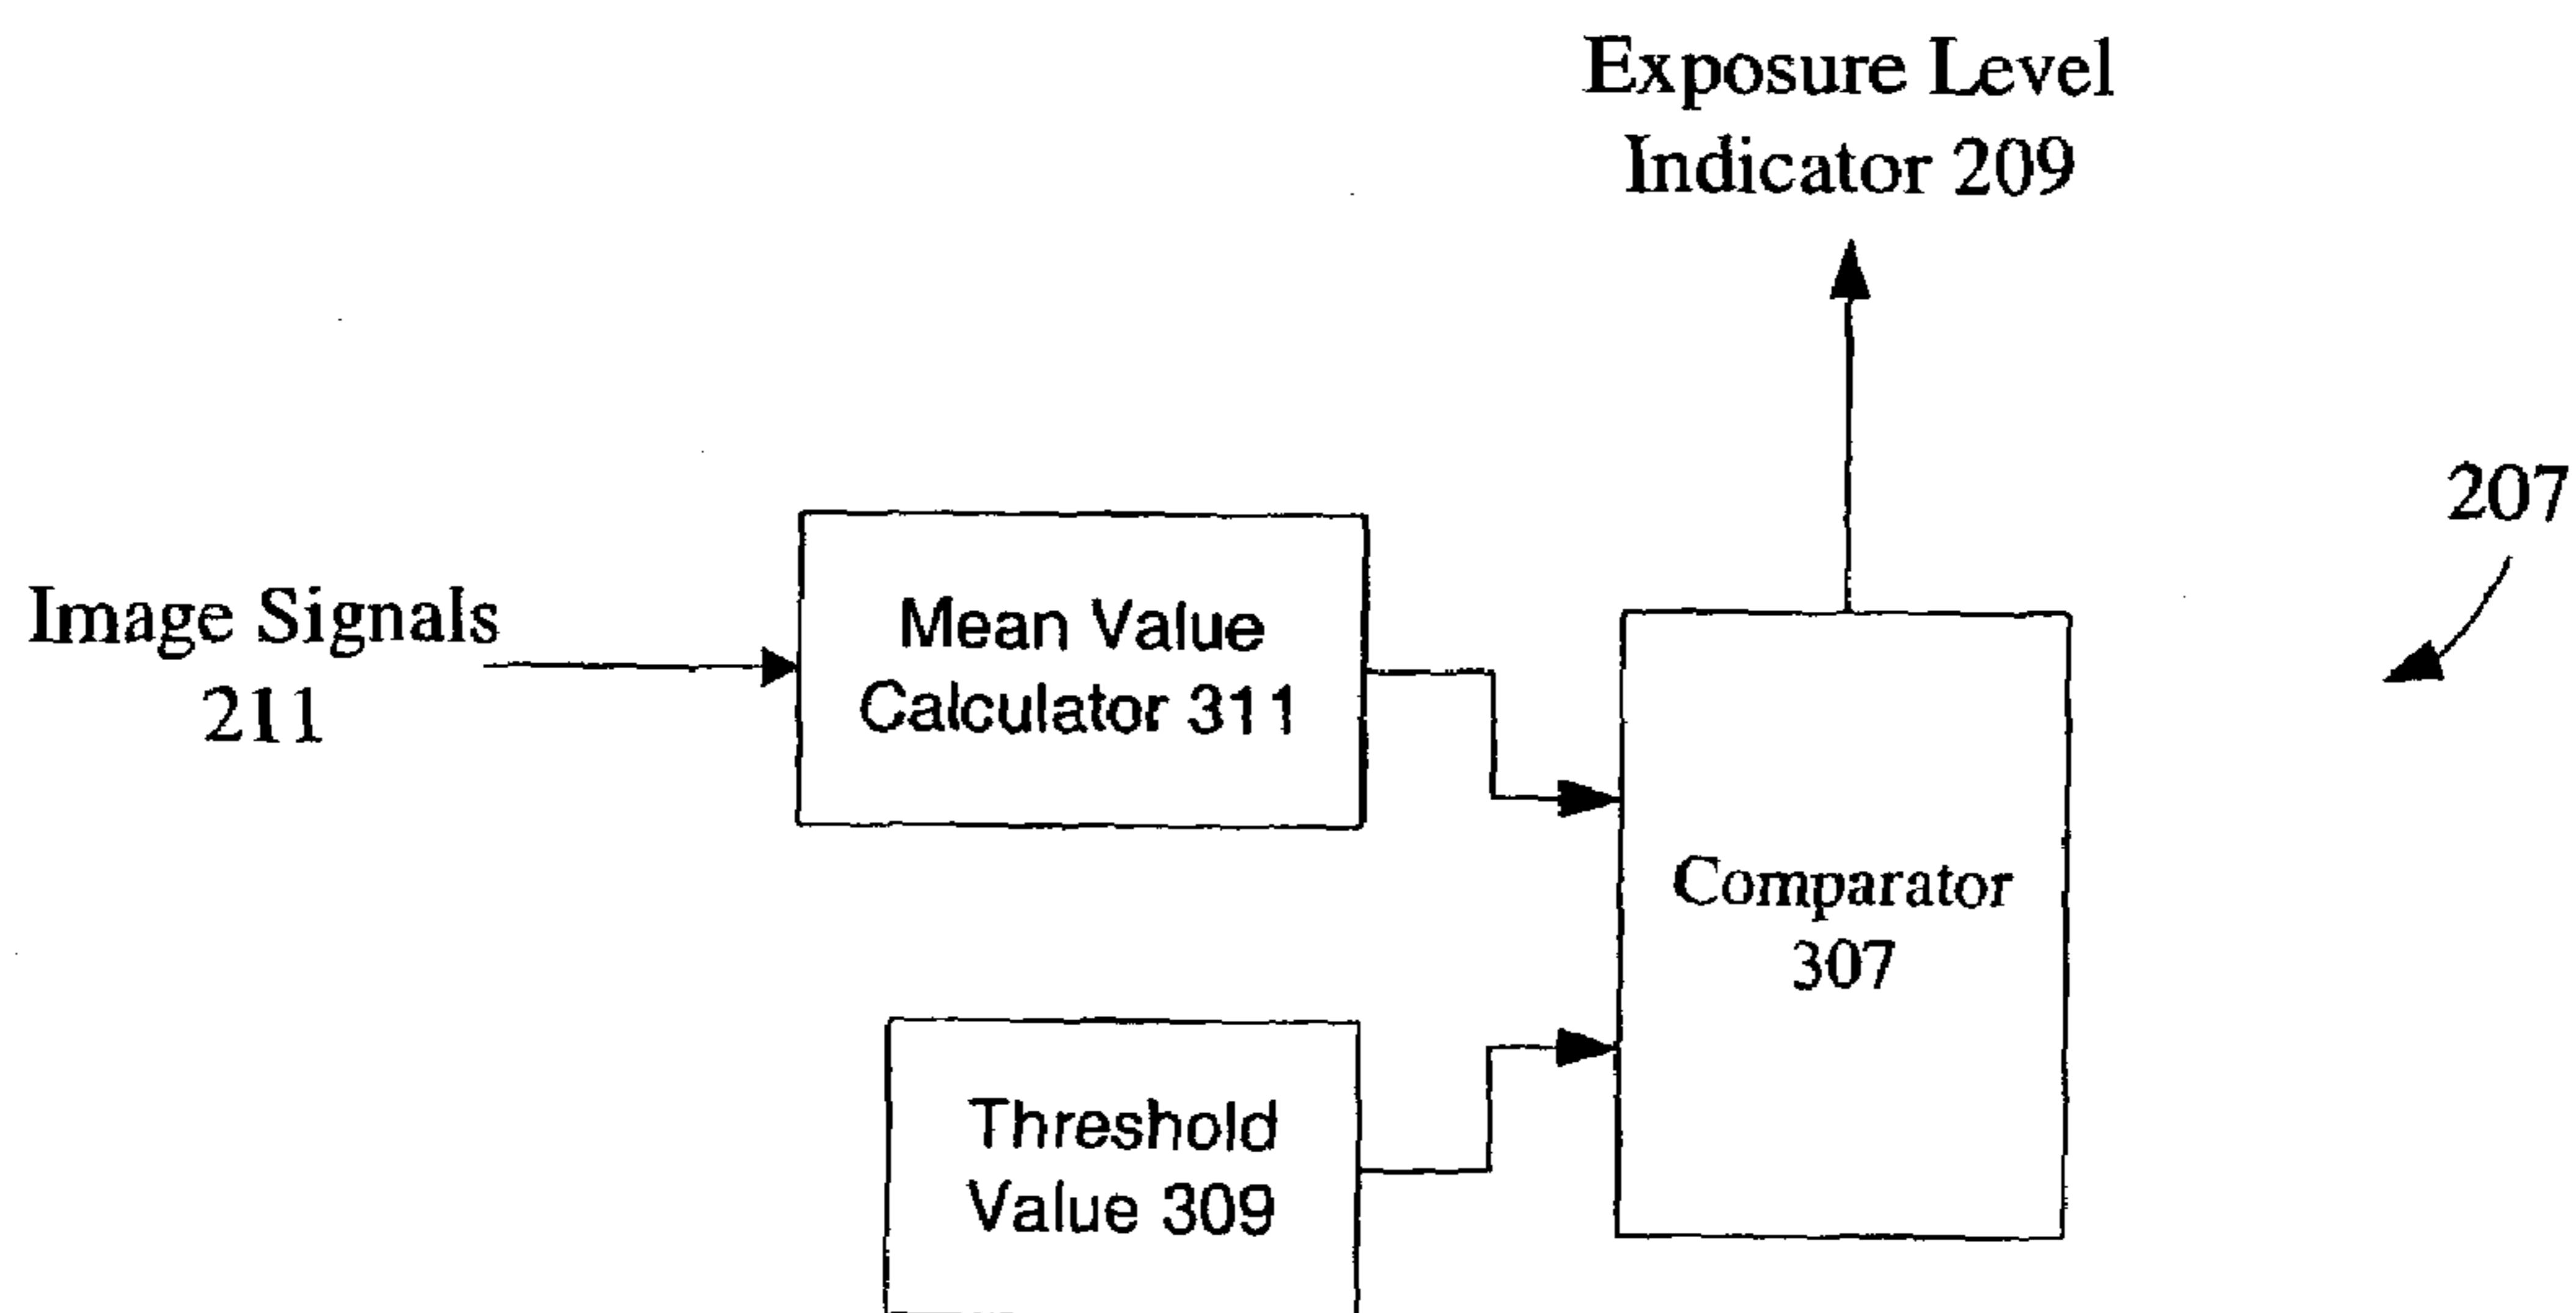 Exposure Level
Indicator 209
207
Image Signals
211
Mean Value
Calculator 311
Comparator
307
Threshold
Value 309